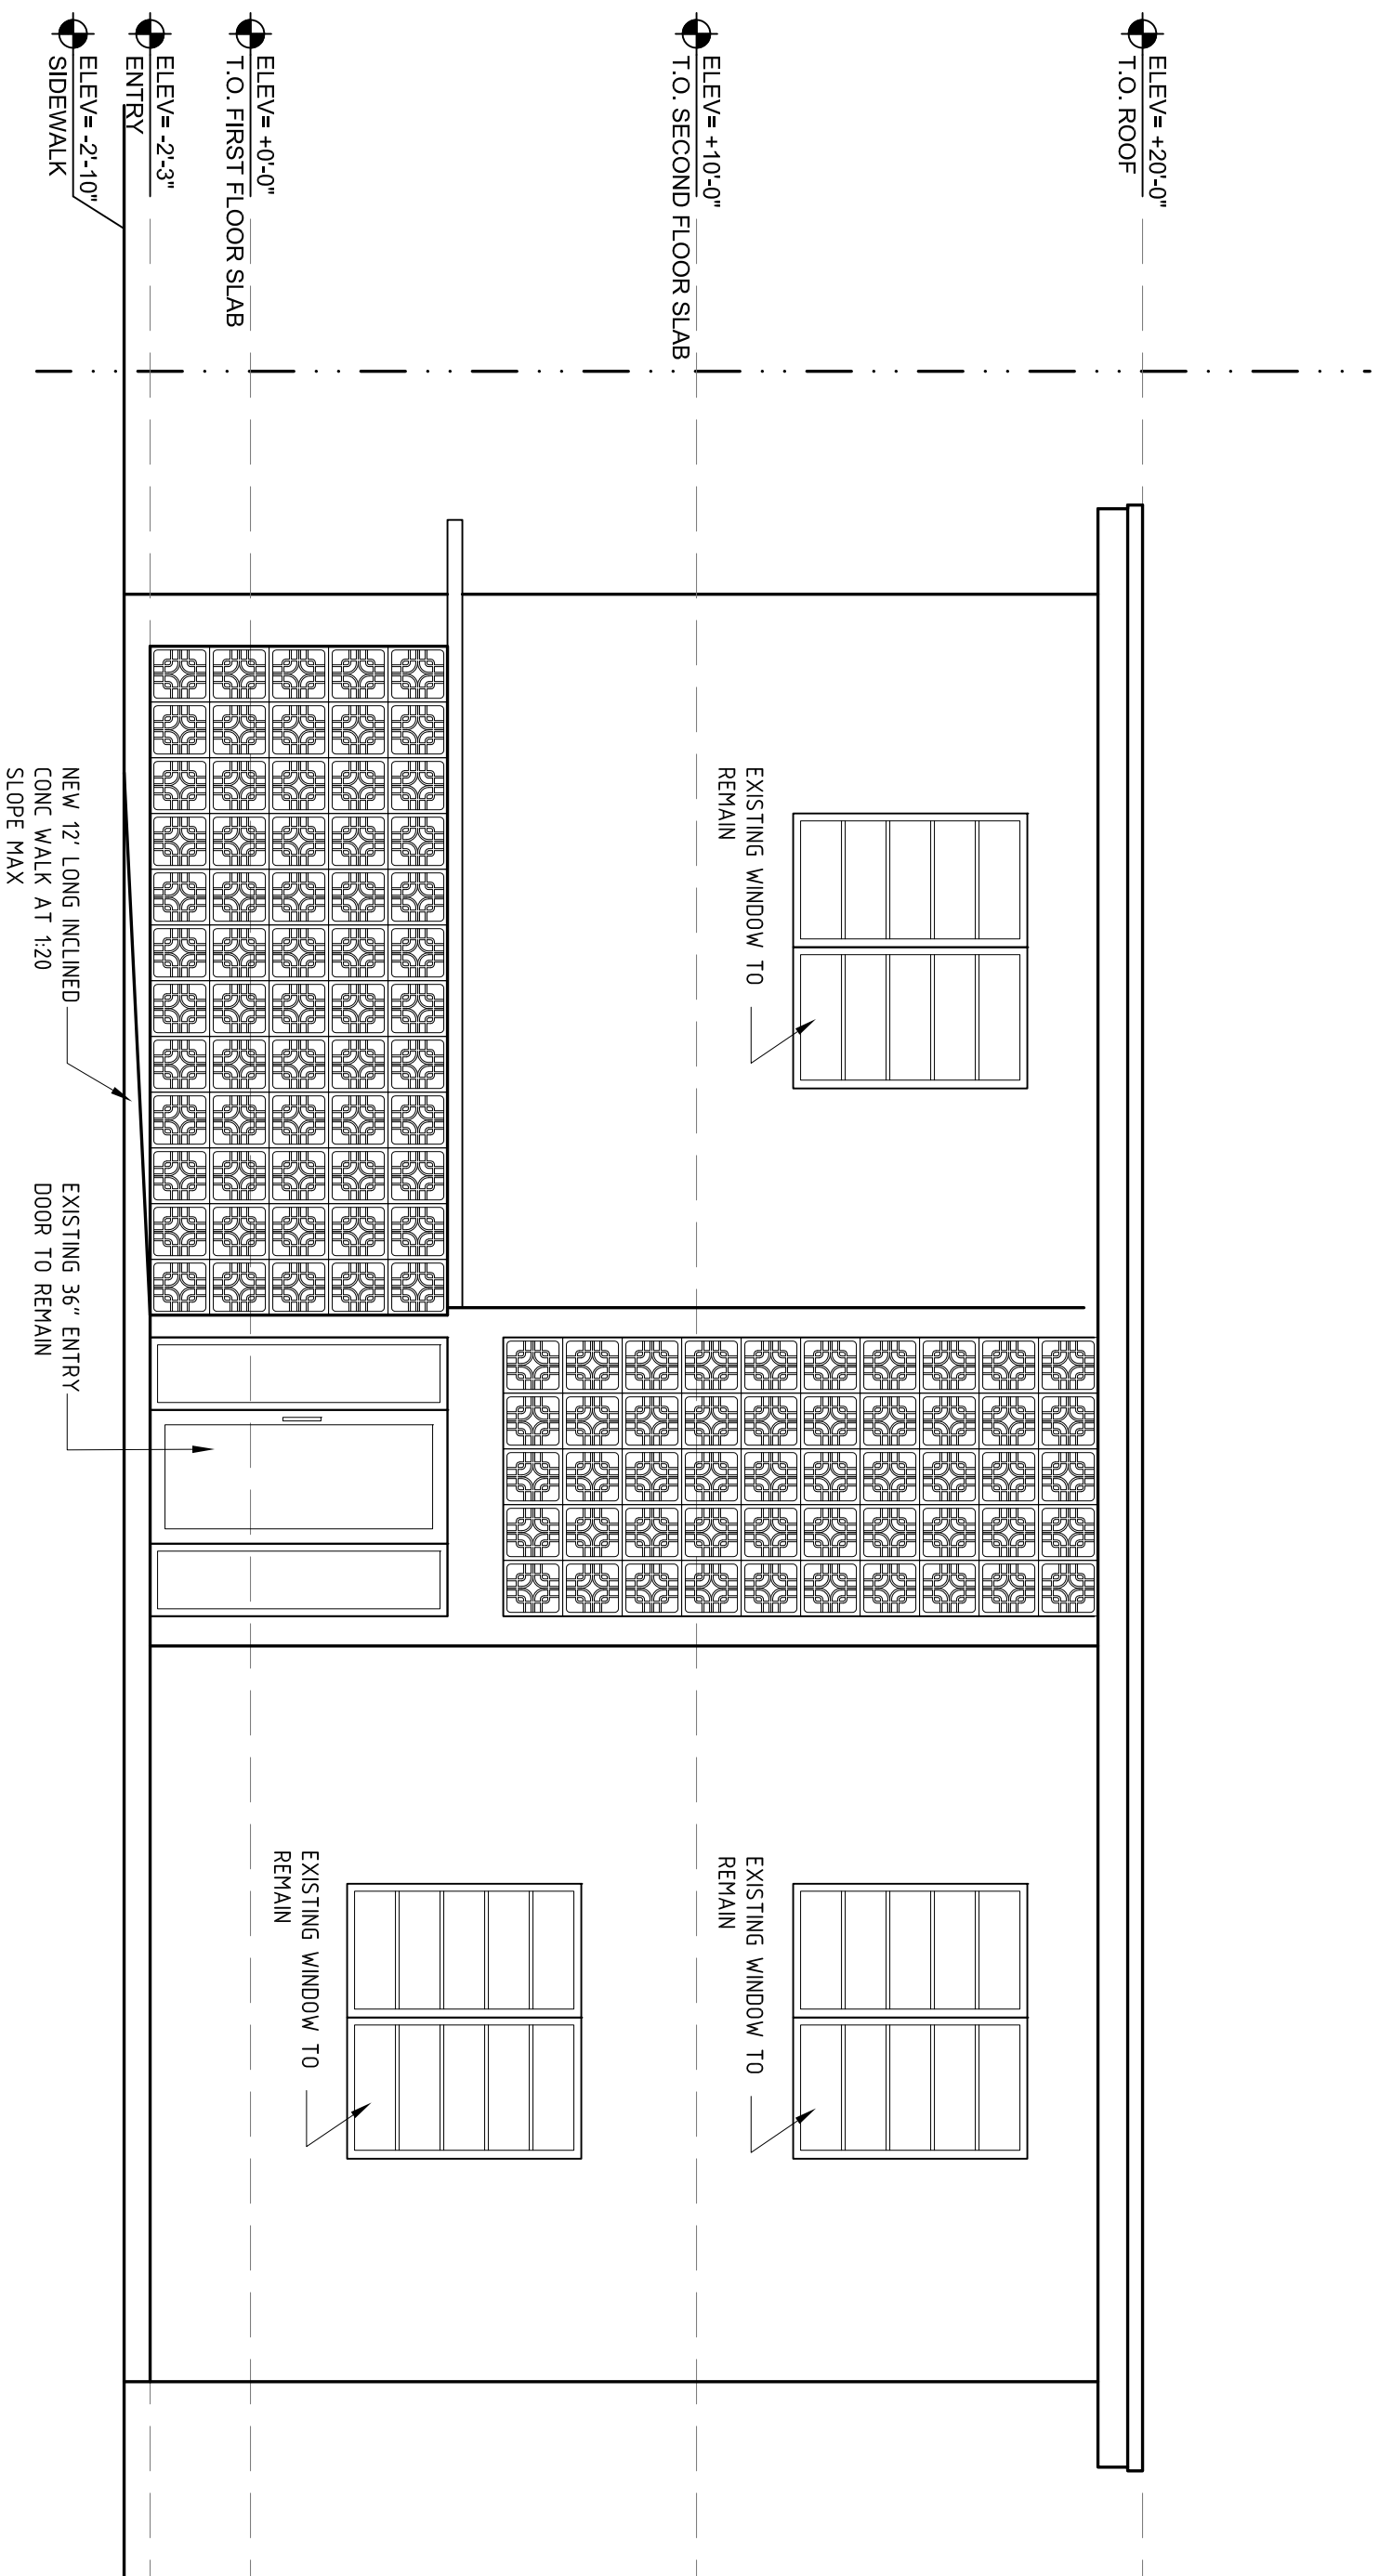 ELEV= +20'-0"
T.O. ROOF
ELEV= +10'-0"
T.O. SECOND FLOOR SLAB
ELEV= +0'-0"
T.O. FIRST FLOOR SLAB
ELEV= -2'-3"
ENTRY
ELEV= -2'-10"
SIDEWALK
EXISTING WINDOW TO
REMAIN
EXISTING WINDOW TO
REMAIN
EXISTING WINDOW TO
REMAIN
NEW 12' LONG INCLINED
CONC WALK AT 1:20
SLOPE MAX
EXISTING 36" ENTRY
DOOR TO REMAIN